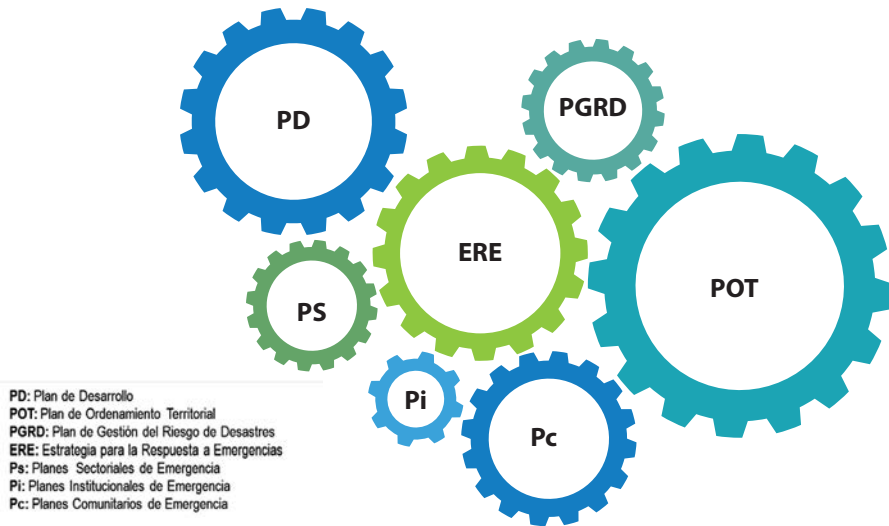 PD
PGRD
ERE
POT
PS
Pi
Pc
PD: Plan de Desarrollo
POT: Plan de Ordenamiento Territorial
PGRD: Plan de Gestión del Riesgo de Desastres
ERE: Estrategia para la Respuesta a Emergencias
Ps: Planes Sectoriales de Emergencia
Pi: Planes Institucionales de Emergencia
Pc: Planes Comunitarios de Emergencia